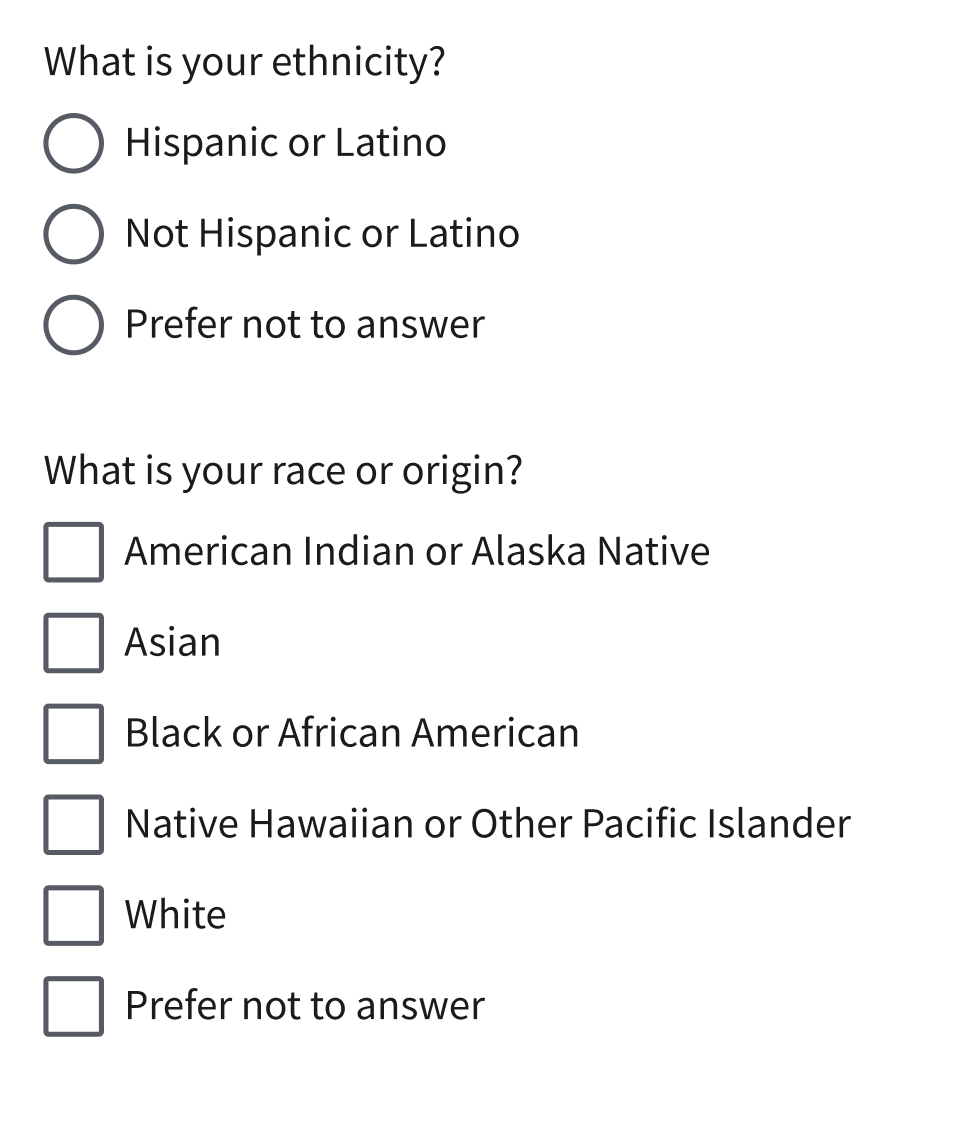 What is your ethnicity?
Hispanic or Latino
Not Hispanic or Latino
Prefer not to answer
What is your race or origin?
American Indian or Alaska Native
Asian
Black or African American
Native Hawaiian or Other Pacific Islander
White
Prefer not to answer